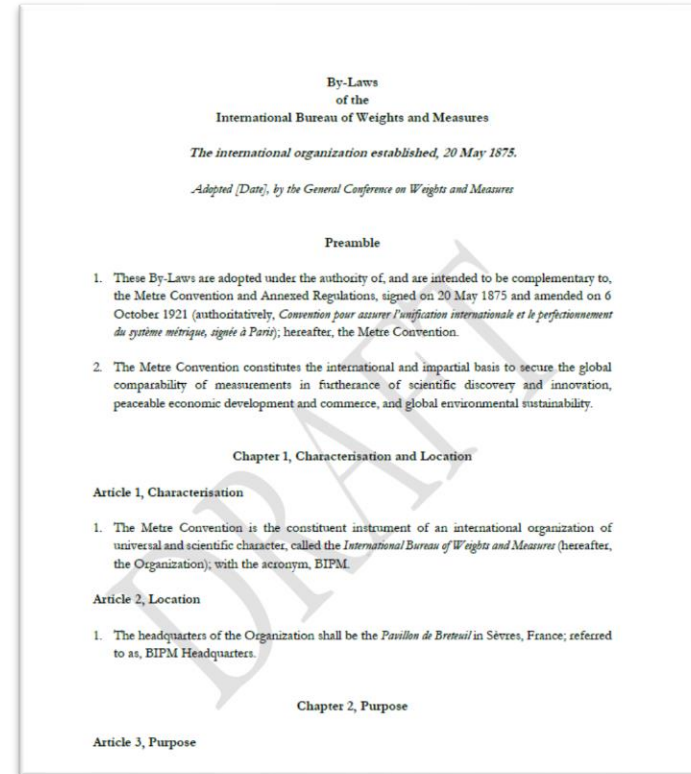 By-Laws
of the
International Bureau of Weights and Measures
The international organization established, 20 May 1875.
Adopted [Date], by the General Conference on Weights and Measures
Preamble
1. These By-Laws are adopted under the authority of, and are intended to be complementary to,
the Metre Convention and Annexed Regulations, signed on 20 May 1875 and amended on 6
October 1921 (authoritatively, Convention pour assurer l'unification internationale et le perfectionnement
du système métrique, signée à Paris); hereafter, the Metre Convention.
2. The Metre Convention constitutes the international and impartial basis to secure the global
comparability of measurements in furtherance of scientific discovery and innovation,
peaceable economic development and commerce, and global environmental sustainability.
Chapter 1, Characterisation and Location
Article 1, Characterisation
1. The Metre Convention is the constituent instrument of an international organization of
universal and scientific character, called the International Bureau of Weights and Measures (hereafter,
the Organization); with the acronym, BIPM.
Article 2, Location
1. The headquarters of the Organization shall be the Pavillon de Breteuil in Sèvres, France; referred
to as, BIPM Headquarters.
Chapter 2, Purpose
Article 3, Purpose
DRAFT